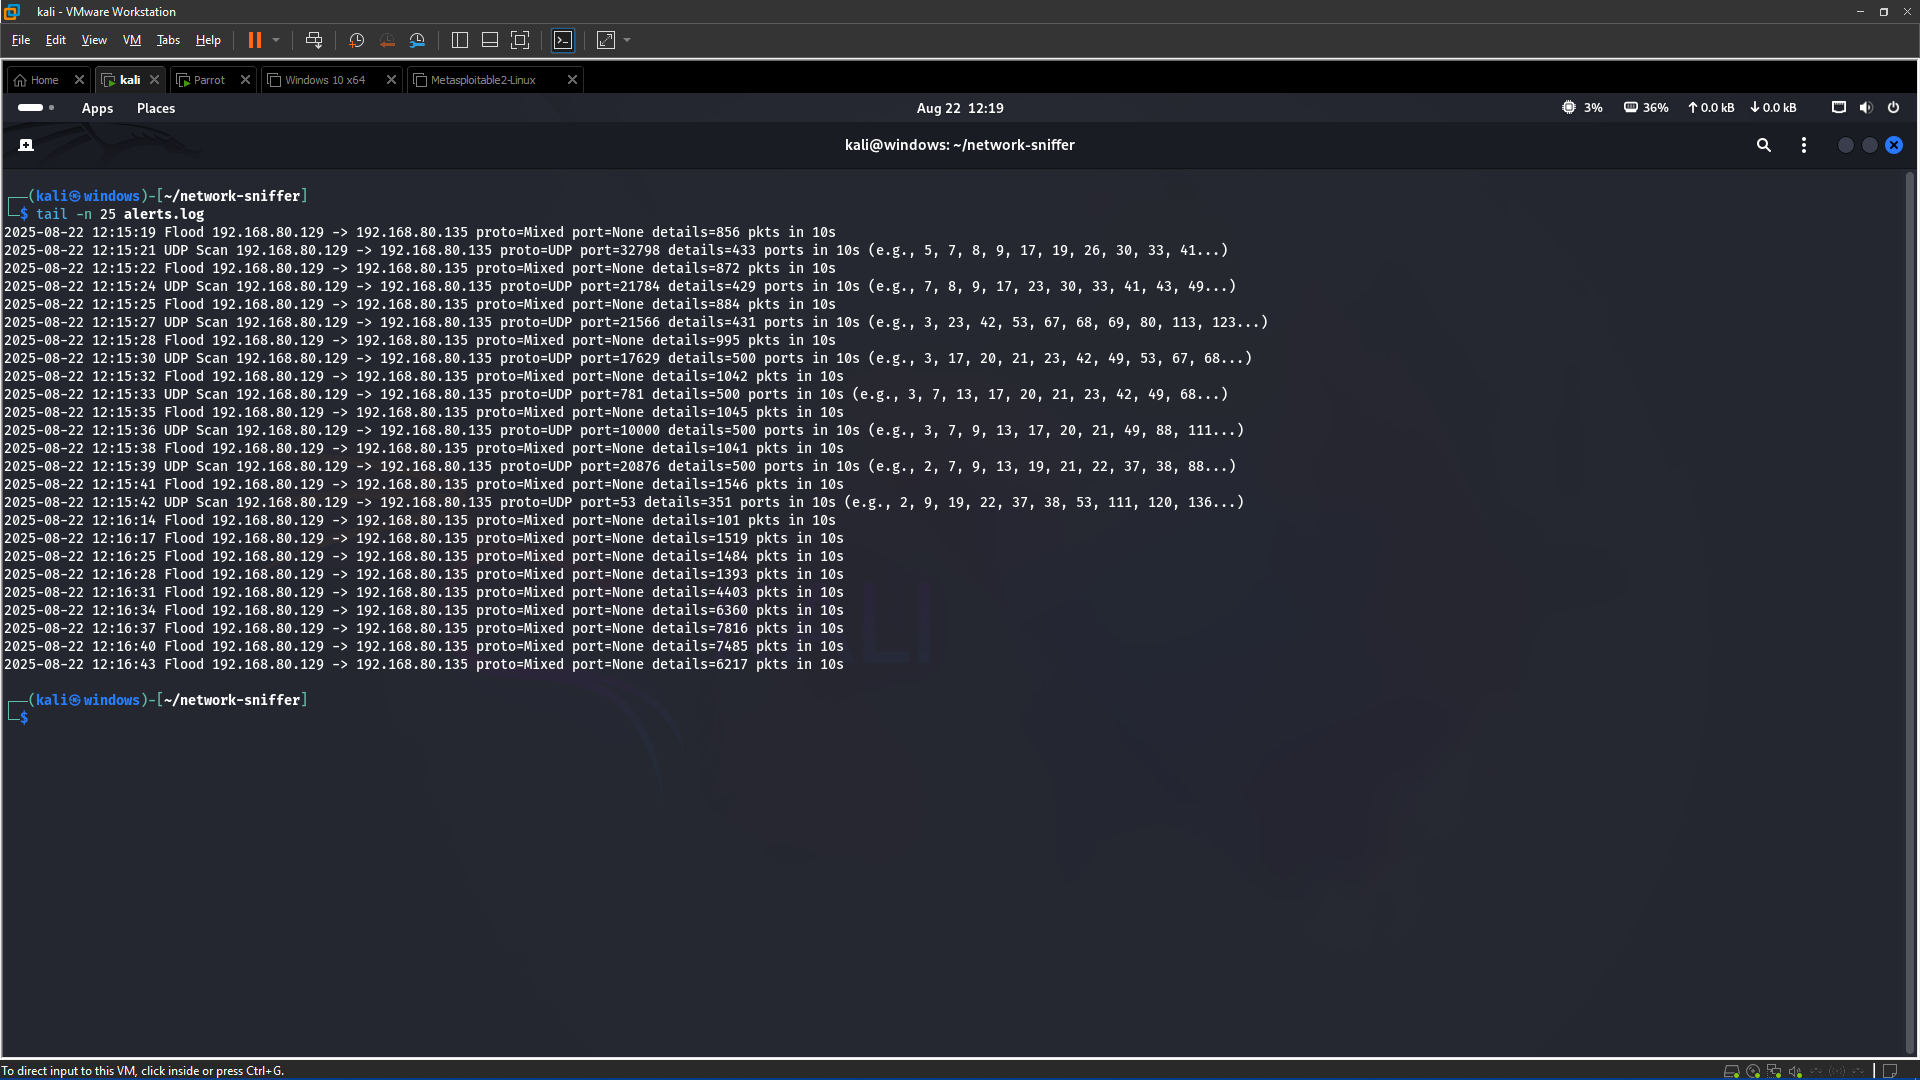 kali - VMware Workstation
File Edit View VM Tabs Help
Home kali Parrot Windows 10 x64 Metasploitable2-Linux
Apps Places Aug 22 12:19 3% 36% 0.0 kB 0.0 kB
kali@windows: ~/network-sniffer
┌──(kali㉿windows)-[~/network-sniffer]
└─$ tail -n 25 alerts.log
2025-08-22 12:15:19 Flood 192.168.80.129 -> 192.168.80.135 proto=Mixed port=None details=856 pkts in 10s
2025-08-22 12:15:21 UDP Scan 192.168.80.129 -> 192.168.80.135 proto=UDP port=32798 details=433 ports in 10s (e.g., 5, 7, 8, 9, 17, 19, 26, 30, 33, 41...)
2025-08-22 12:15:22 Flood 192.168.80.129 -> 192.168.80.135 proto=Mixed port=None details=872 pkts in 10s
2025-08-22 12:15:24 UDP Scan 192.168.80.129 -> 192.168.80.135 proto=UDP port=21784 details=429 ports in 10s (e.g., 7, 8, 9, 17, 23, 30, 33, 41, 43, 49...)
2025-08-22 12:15:25 Flood 192.168.80.129 -> 192.168.80.135 proto=Mixed port=None details=884 pkts in 10s
2025-08-22 12:15:27 UDP Scan 192.168.80.129 -> 192.168.80.135 proto=UDP port=21566 details=431 ports in 10s (e.g., 3, 23, 42, 53, 67, 68, 69, 80, 113, 123...)
2025-08-22 12:15:28 Flood 192.168.80.129 -> 192.168.80.135 proto=Mixed port=None details=995 pkts in 10s
2025-08-22 12:15:30 UDP Scan 192.168.80.129 -> 192.168.80.135 proto=UDP port=17629 details=500 ports in 10s (e.g., 3, 17, 20, 21, 23, 42, 49, 53, 67, 68...)
2025-08-22 12:15:32 Flood 192.168.80.129 -> 192.168.80.135 proto=Mixed port=None details=1042 pkts in 10s
2025-08-22 12:15:33 UDP Scan 192.168.80.129 -> 192.168.80.135 proto=UDP port=781 details=500 ports in 10s (e.g., 3, 7, 13, 17, 20, 21, 23, 42, 49, 68...)
2025-08-22 12:15:35 Flood 192.168.80.129 -> 192.168.80.135 proto=Mixed port=None details=1045 pkts in 10s
2025-08-22 12:15:36 UDP Scan 192.168.80.129 -> 192.168.80.135 proto=UDP port=10000 details=500 ports in 10s (e.g., 3, 7, 9, 13, 17, 20, 21, 49, 88, 111...)
2025-08-22 12:15:38 Flood 192.168.80.129 -> 192.168.80.135 proto=Mixed port=None details=1041 pkts in 10s
2025-08-22 12:15:39 UDP Scan 192.168.80.129 -> 192.168.80.135 proto=UDP port=20876 details=500 ports in 10s (e.g., 2, 7, 9, 13, 19, 21, 22, 37, 38, 88...)
2025-08-22 12:15:41 Flood 192.168.80.129 -> 192.168.80.135 proto=Mixed port=None details=1546 pkts in 10s
2025-08-22 12:15:42 UDP Scan 192.168.80.129 -> 192.168.80.135 proto=UDP port=53 details=351 ports in 10s (e.g., 2, 9, 19, 22, 37, 38, 53, 111, 120, 136...)
2025-08-22 12:16:14 Flood 192.168.80.129 -> 192.168.80.135 proto=Mixed port=None details=101 pkts in 10s
2025-08-22 12:16:17 Flood 192.168.80.129 -> 192.168.80.135 proto=Mixed port=None details=1519 pkts in 10s
2025-08-22 12:16:25 Flood 192.168.80.129 -> 192.168.80.135 proto=Mixed port=None details=1484 pkts in 10s
2025-08-22 12:16:28 Flood 192.168.80.129 -> 192.168.80.135 proto=Mixed port=None details=1393 pkts in 10s
2025-08-22 12:16:31 Flood 192.168.80.129 -> 192.168.80.135 proto=Mixed port=None details=4403 pkts in 10s
2025-08-22 12:16:34 Flood 192.168.80.129 -> 192.168.80.135 proto=Mixed port=None details=6360 pkts in 10s
2025-08-22 12:16:37 Flood 192.168.80.129 -> 192.168.80.135 proto=Mixed port=None details=7816 pkts in 10s
2025-08-22 12:16:40 Flood 192.168.80.129 -> 192.168.80.135 proto=Mixed port=None details=7485 pkts in 10s
2025-08-22 12:16:43 Flood 192.168.80.129 -> 192.168.80.135 proto=Mixed port=None details=6217 pkts in 10s
┌──(kali㉿windows)-[~/network-sniffer]
└─$
To direct input to this VM, click inside or press Ctrl+G.